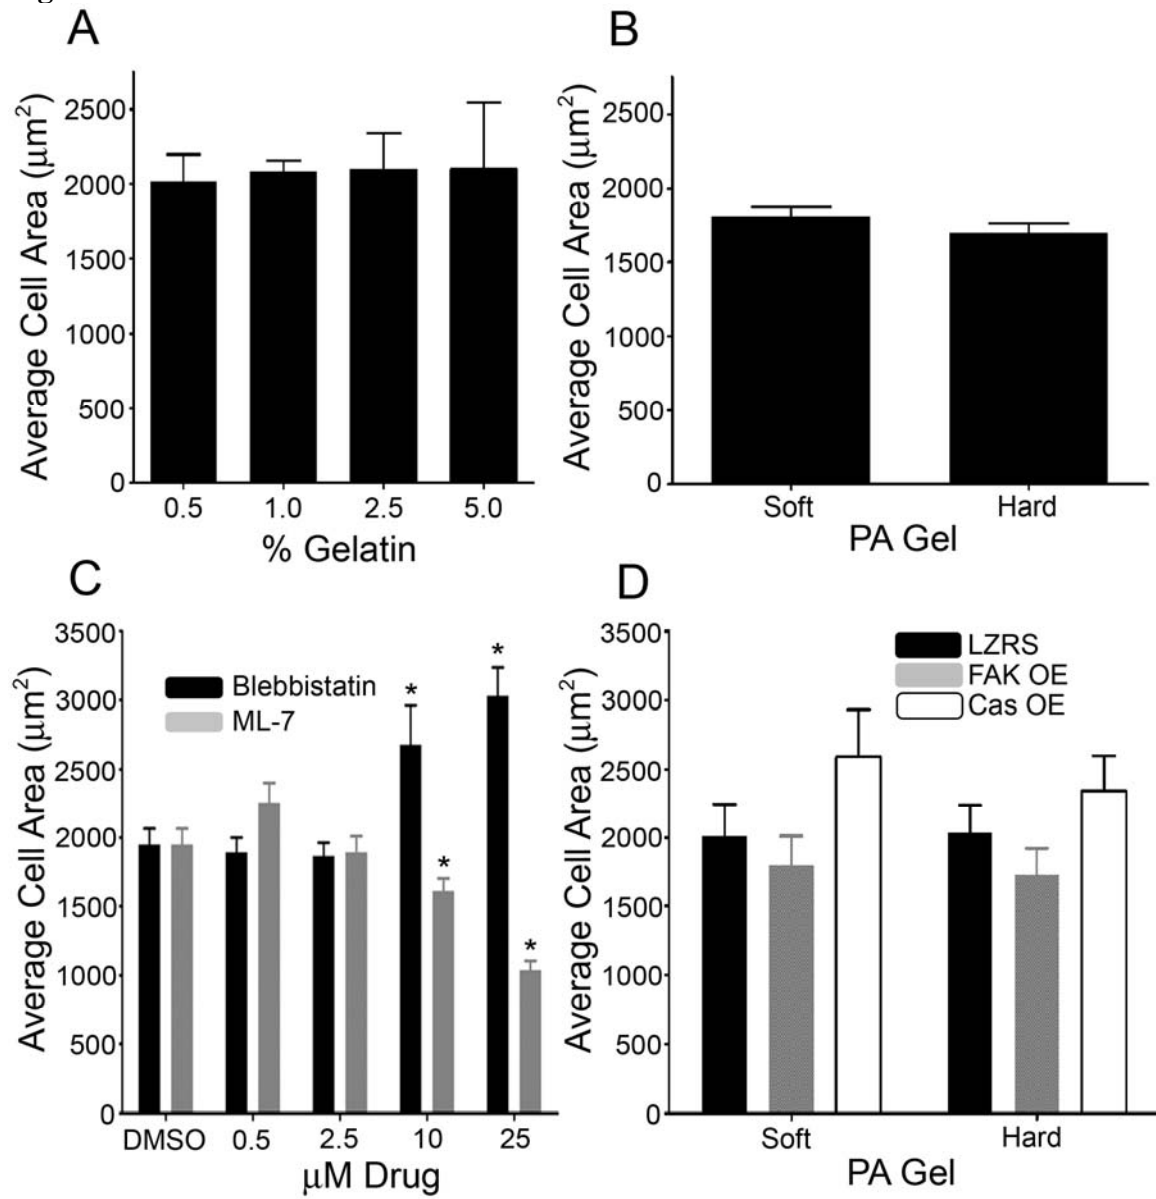 A
Average Cell Area (μm²)
2500
2000
1500
1000
500
0
0.5 1.0 2.5 5.0
% Gelatin
B
Average Cell Area (μm²)
2500
2000
1500
1000
500
0
Soft Hard
PA Gel
C
Average Cell Area (μm²)
3500
3000
2500
2000
1500
1000
500
0
Blebbistatin
ML-7
* * * *
DMSO 0.5 2.5 10 25
μM Drug
D
Average Cell Area (μm²)
3500
3000
2500
2000
1500
1000
500
0
LZRS
FAK OE
Cas OE
Soft Hard
PA Gel